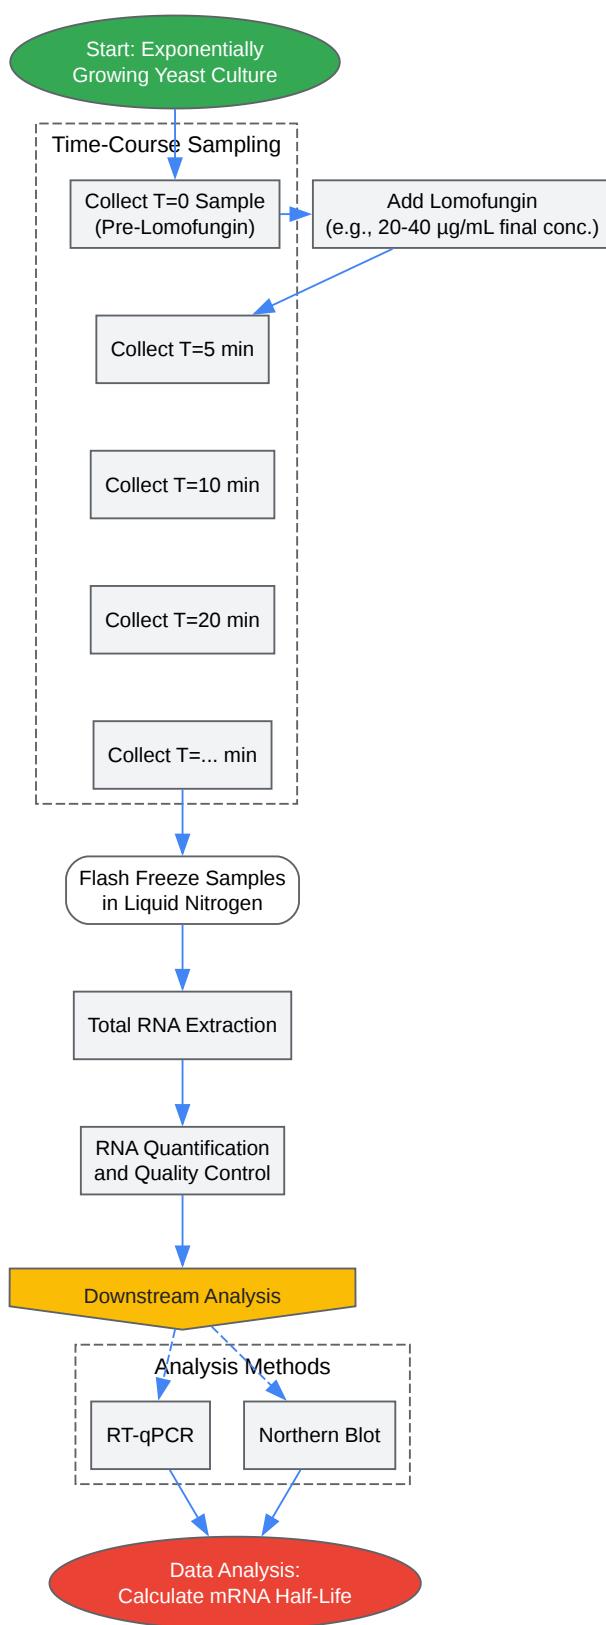 Start: Exponentially
Growing Yeast Culture
Time-Course Sampling
Collect T=0 Sample
(Pre-Lomofungin)
Add Lomofungin
(e.g., 20-40 µg/mL final conc.)
Collect T=5 min
Collect T=10 min
Collect T=20 min
Collect T=... min
Flash Freeze Samples
in Liquid Nitrogen
Total RNA Extraction
RNA Quantification
and Quality Control
Downstream Analysis
Analysis Methods
RT-qPCR
Northern Blot
Data Analysis:
Calculate mRNA Half-Life